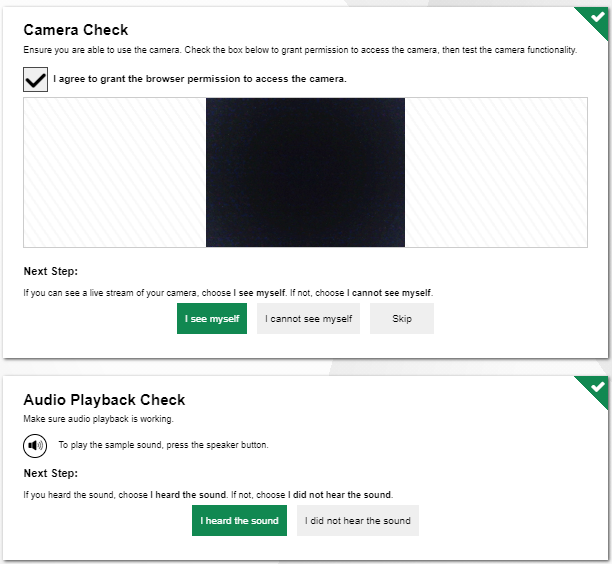 Camera Check
Ensure you are able to use the camera. Check the box below to grant permission to access the camera, then test the camera functionality.
I agree to grant the browser permission to access the camera.
Next Step:
If you can see a live stream of your camera, choose I see myself. If not, choose I cannot see myself.
I see myself I cannot see myself Skip
Audio Playback Check
Make sure audio playback is working.
To play the sample sound, press the speaker button.
Next Step:
If you heard the sound, choose I heard the sound. If not, choose I did not hear the sound.
I heard the sound I did not hear the sound